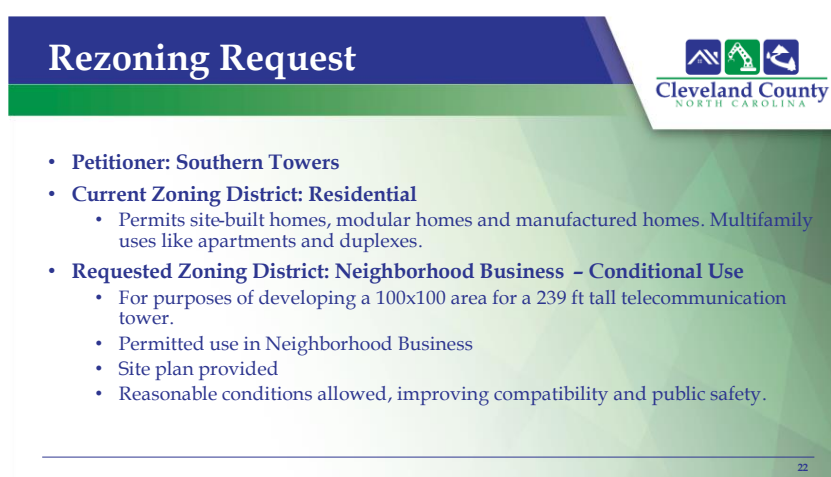 Rezoning Request
Cleveland County
NORTH CAROLINA
• Petitioner: Southern Towers
• Current Zoning District: Residential
• Permits site-built homes, modular homes and manufactured homes. Multifamily
uses like apartments and duplexes.
• Requested Zoning District: Neighborhood Business – Conditional Use
• For purposes of developing a 100x100 area for a 239 ft tall telecommunication
tower.
• Permitted use in Neighborhood Business
• Site plan provided
• Reasonable conditions allowed, improving compatibility and public safety.
22